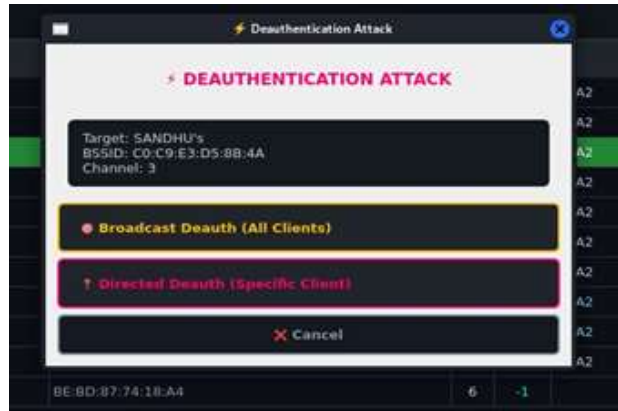 ⚡ Deauthentication Attack
⚡ DEAUTHENTICATION ATTACK
Target: SANDHU's
BSSID: C0:C9:E3:D5:8B:4A
Channel: 3
🎯 Broadcast Deauth (All Clients)
📍 Directed Deauth (Specific Client)
❌ Cancel
A2
A2
A2
A2
A2
A2
A2
A2
A2
A2
BE:BD:87:74:18:A4 6 -1